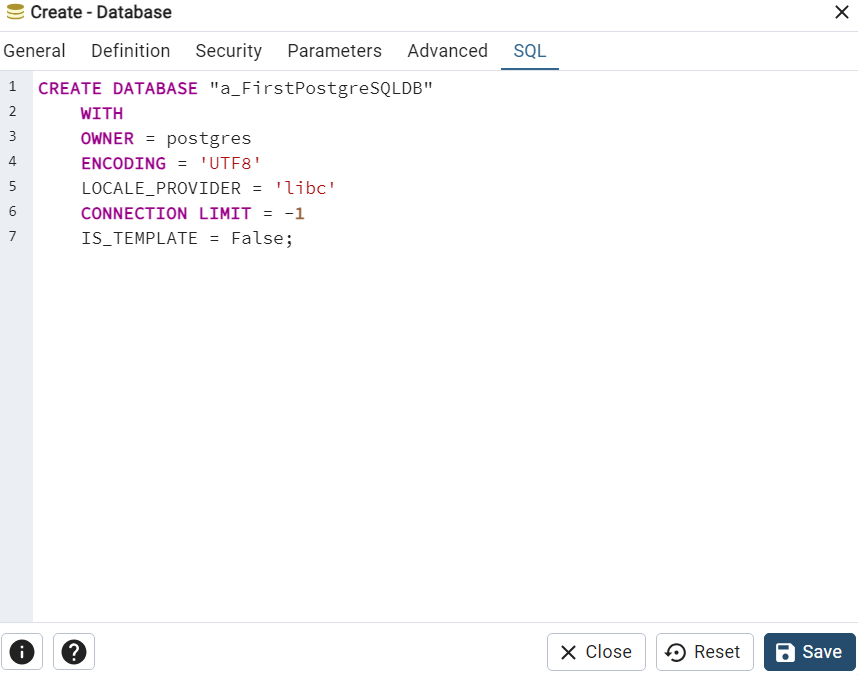 Create - Database
General Definition Security Parameters Advanced SQL
1 CREATE DATABASE "a_FirstPostgreSQLDB"
2 WITH
3 OWNER = postgres
4 ENCODING = 'UTF8'
5 LOCALE_PROVIDER = 'libc'
6 CONNECTION LIMIT = -1
7 IS_TEMPLATE = False;
Close Reset Save